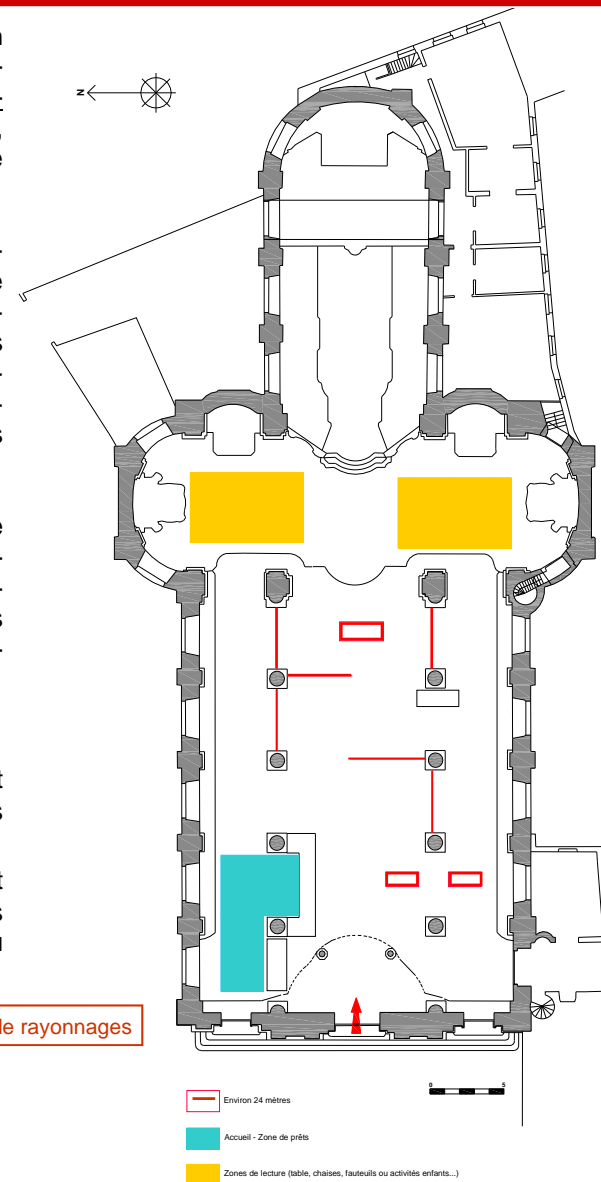 N
de rayonnages
0 5
Environ 24 mètres
Accueil - Zone de prêts
Zones de lecture (table, chaises, fauteuils ou activités enfants...)